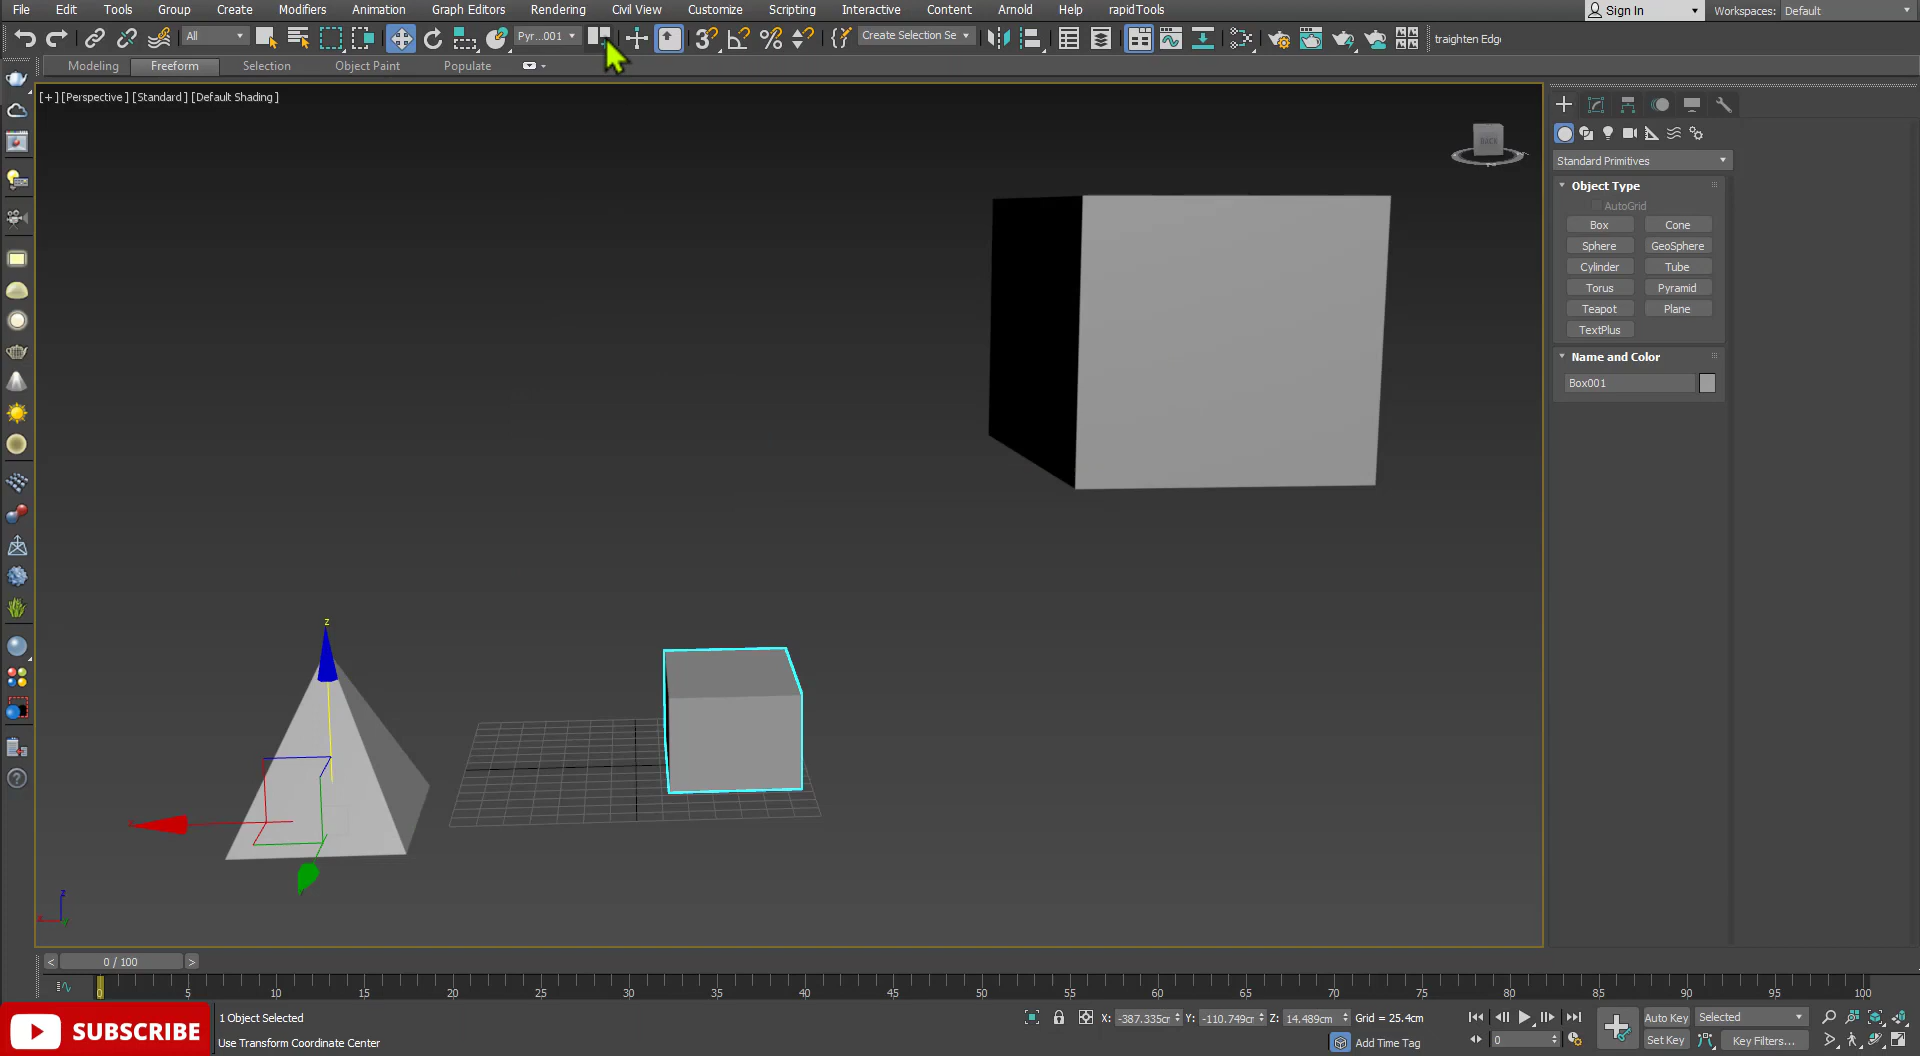 File Edit Tools Group Create Modifiers Animation Graph Editors Rendering Civil View Customize Scripting Interactive Content Arnold Help rapidTools Sign In Workspaces: Default
All Pyr...001 Create Selection Se traighten Edg
Modeling Freeform Selection Object Paint Populate
[+] [Perspective] [Standard] [Default Shading]
BACK
Standard Primitives
Object Type
AutoGrid
Box Cone
Sphere GeoSphere
Cylinder Tube
Torus Pyramid
Teapot Plane
TextPlus
Name and Color
Box001
z
z
x
y
< 0 / 100 >
0 5 10 15 20 25 30 35 40 45 50 55 60 65 70 75 80 85 90 95 100
SUBSCRIBE
1 Object Selected
X: -387.335cm Y: -110.749cm Z: 14.489cm Grid = 25.4cm
Auto Key Selected
Use Transform Coordinate Center
Add Time Tag
0
Set Key Key Filters...